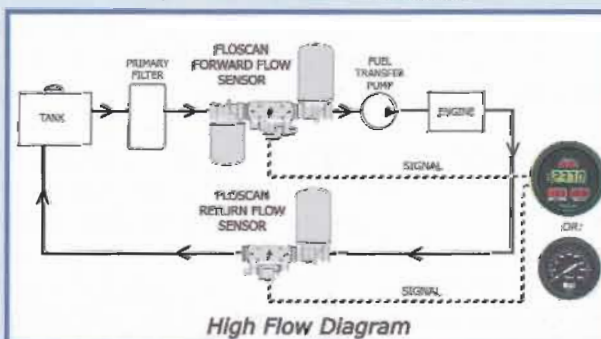 FLOSCAN
FORWARD FLOW
SENSOR
PRIMARY
FILTER
FUEL
TRANSFER
PUMP
TANK
ENGINE
SIGNAL
FLOSCAN
RETURN FLOW
SENSOR
OR:
SIGNAL
High Flow Diagram